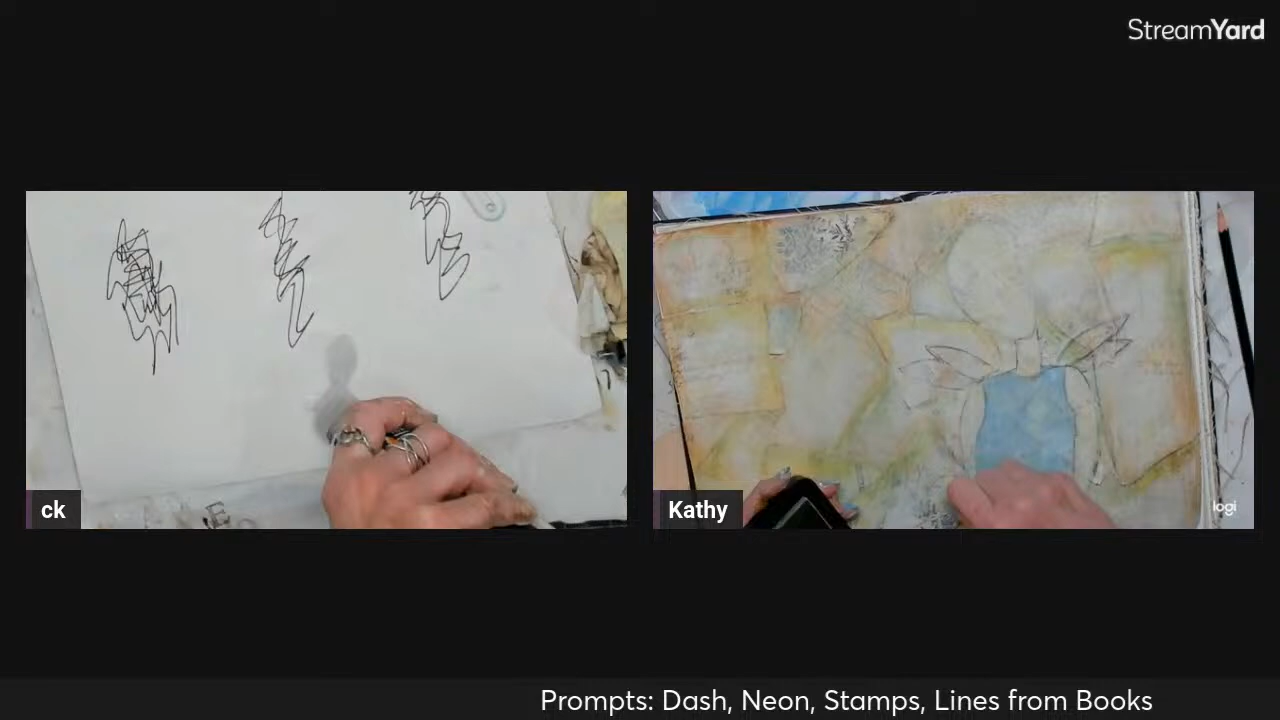 StreamYard
ck
Kathy
logi
E
Prompts: Dash, Neon, Stamps, Lines from Books